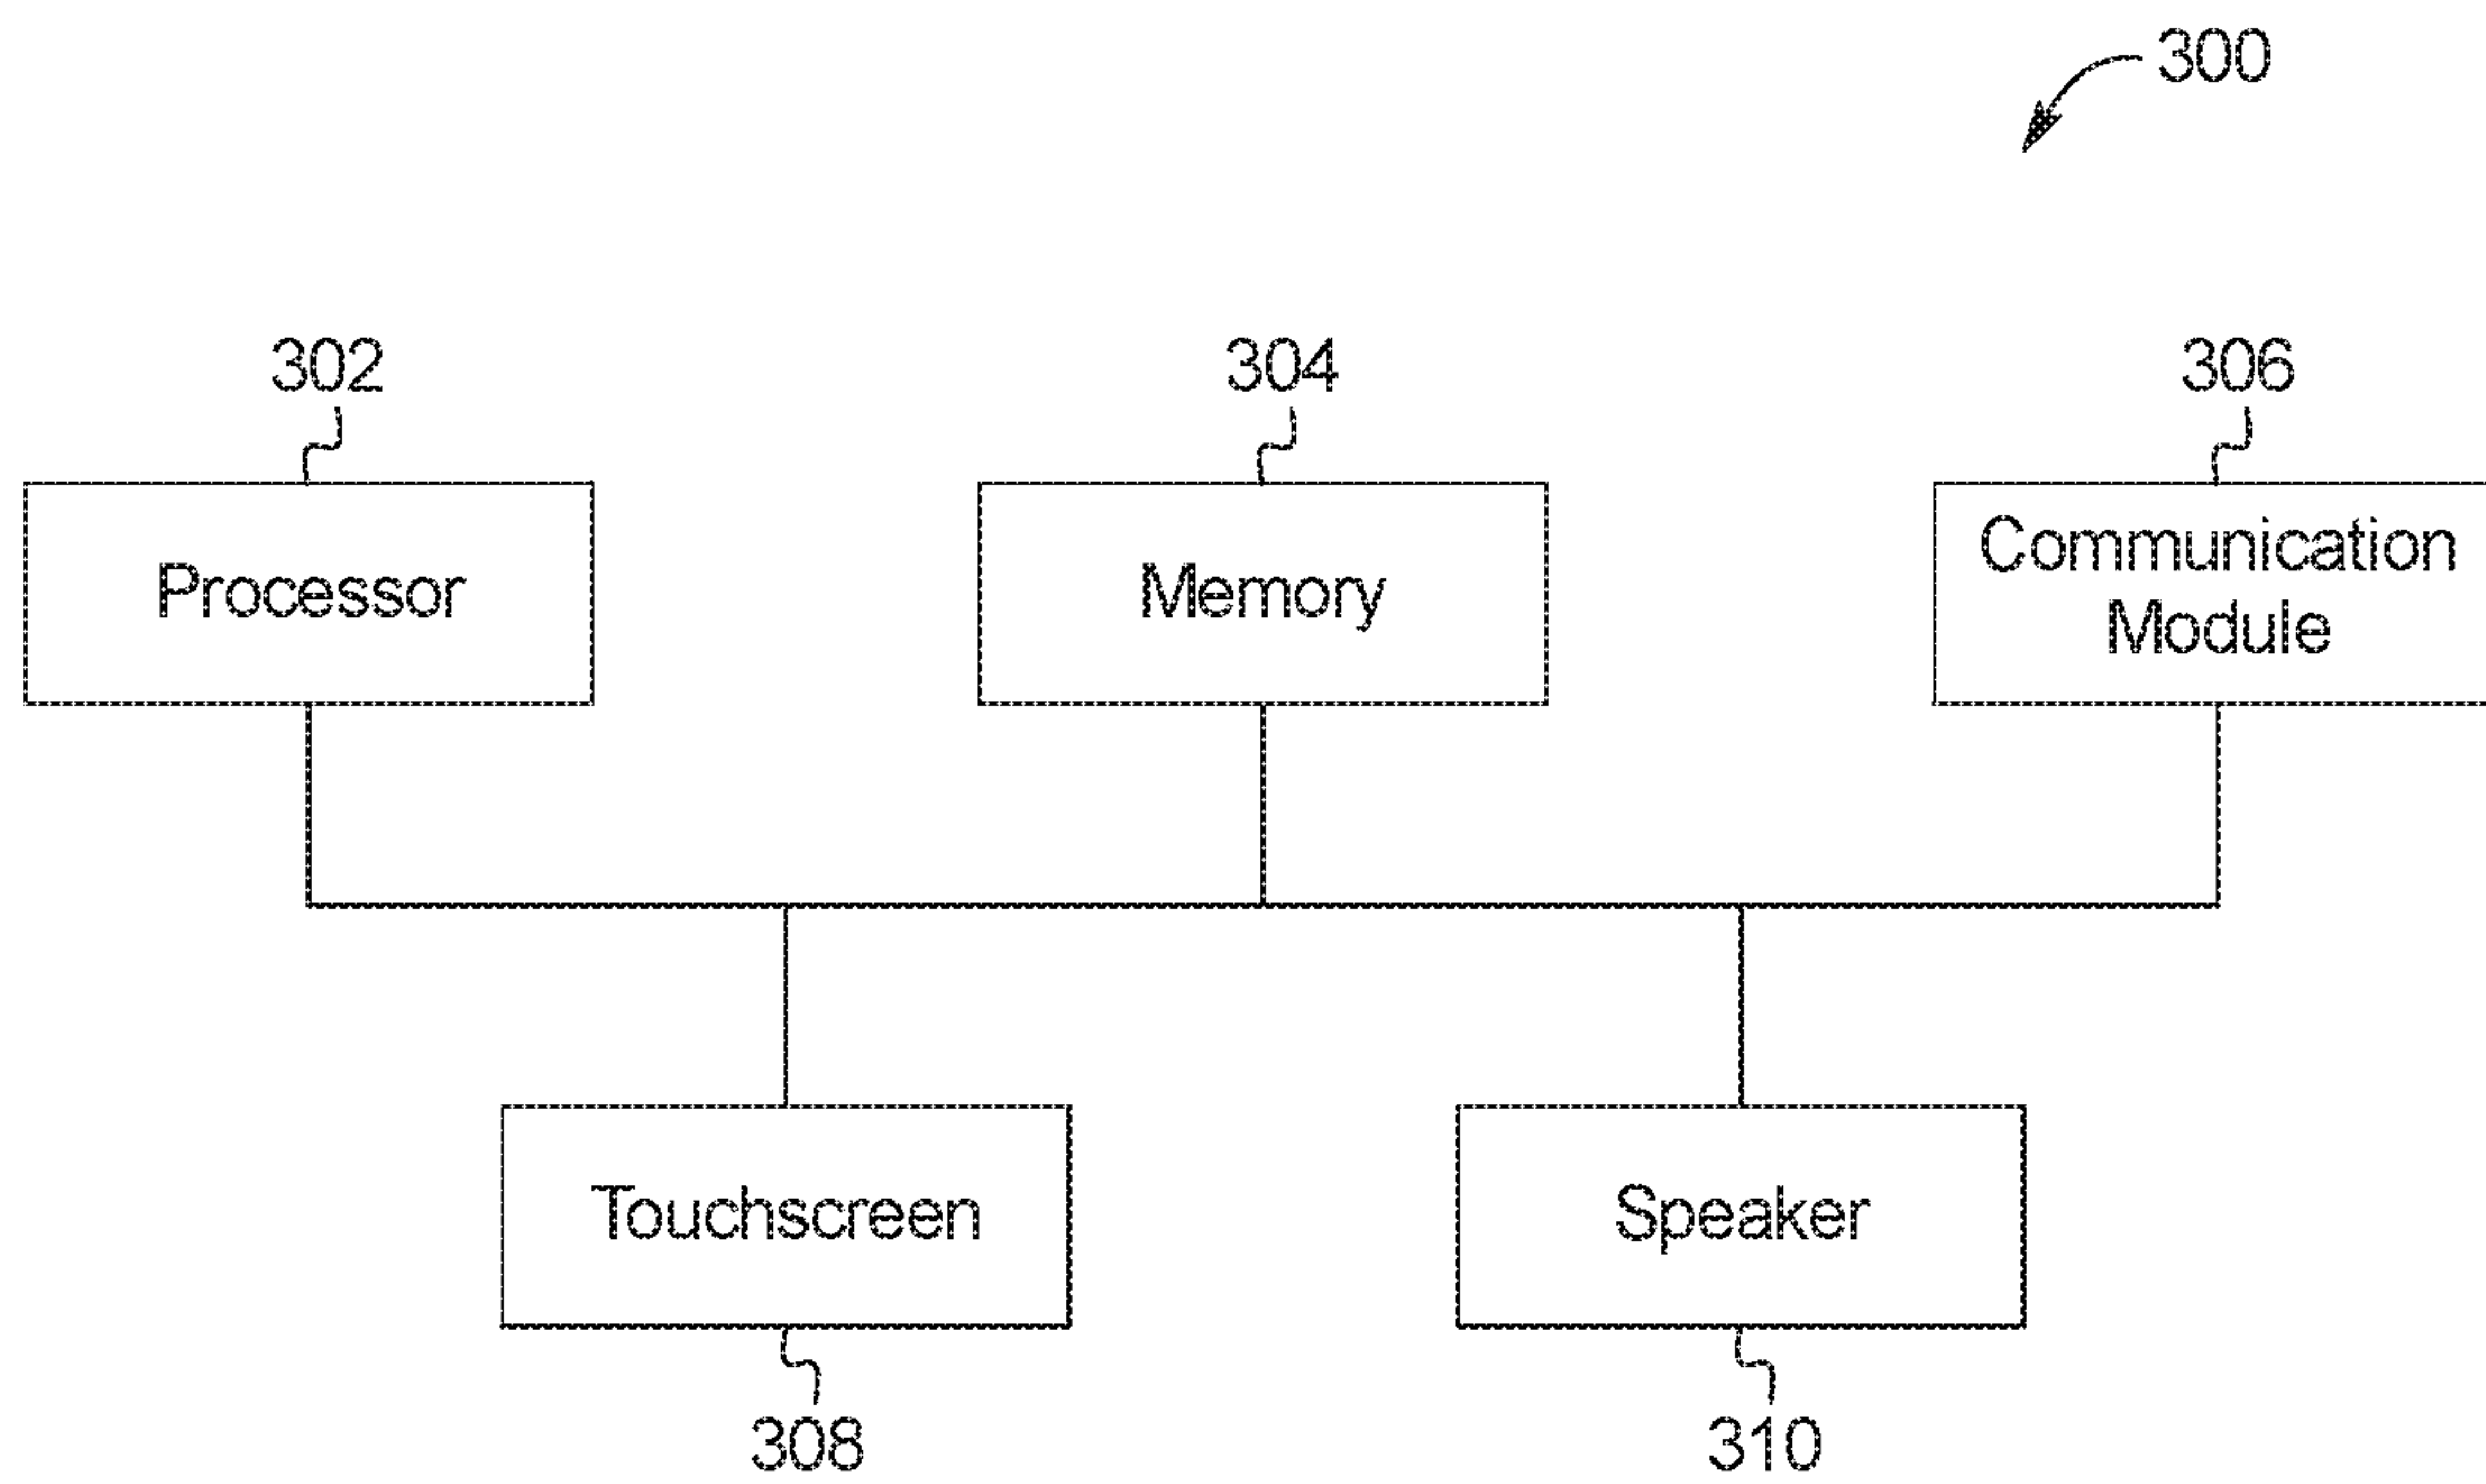 300
302
304
306
Processor
Memory
Communication
Module
Touchscreen
Speaker
308
310